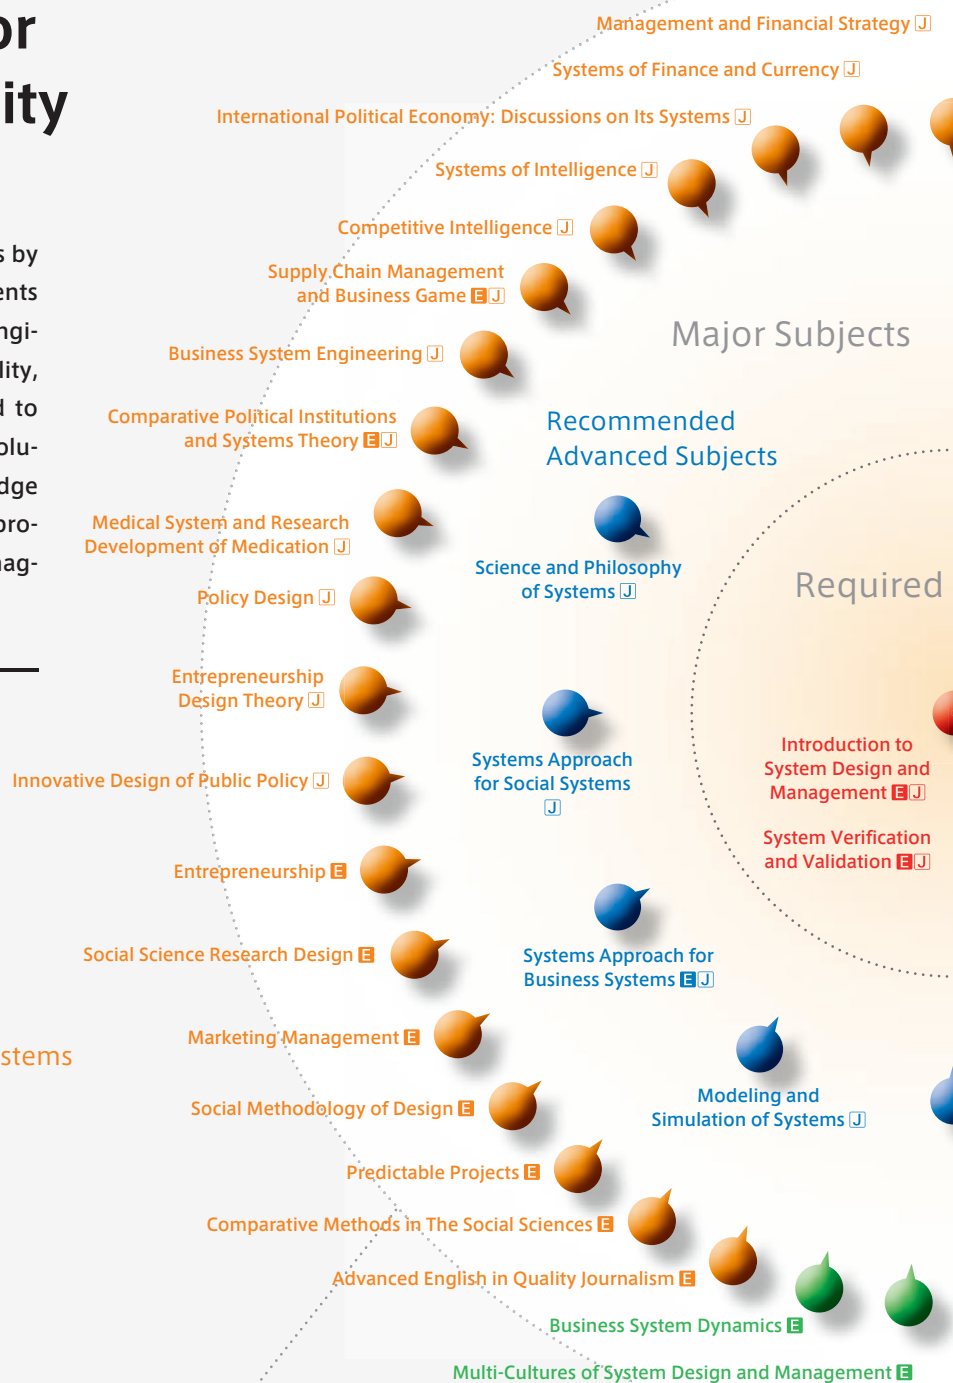 or
ity
s by
ents
ngi-
lity,
d to
olu-
dge
pro-
nag-
stems
Management and Financial Strategy J
Systems of Finance and Currency J
International Political Economy: Discussions on Its Systems J
Systems of Intelligence J
Competitive Intelligence J
Supply Chain Management
and Business Game E J
Business System Engineering J
Comparative Political Institutions
and Systems Theory E J
Medical System and Research
Development of Medication J
Policy Design J
Entrepreneurship
Design Theory J
Innovative Design of Public Policy J
Entrepreneurship E
Social Science Research Design E
Marketing Management E
Social Methodology of Design E
Predictable Projects E
Comparative Methods in The Social Sciences E
Advanced English in Quality Journalism E
Business System Dynamics E
Multi-Cultures of System Design and Management E
Major Subjects
Recommended
Advanced Subjects
Science and Philosophy
of Systems J
Systems Approach
for Social Systems
J
Systems Approach for
Business Systems E J
Modeling and
Simulation of Systems J
Required
Introduction to
System Design and
Management E J
System Verification
and Validation E J